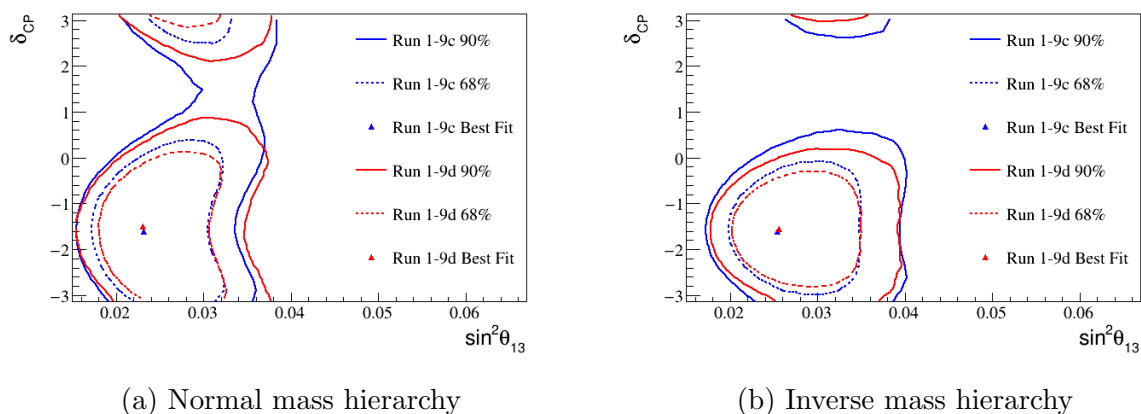 δCP
3
2
1
0
−1
−2
−3
0.02 0.03 0.04 0.05 0.06
sin²θ13
Run 1-9c 90%
Run 1-9c 68%
Run 1-9c Best Fit
Run 1-9d 90%
Run 1-9d 68%
Run 1-9d Best Fit
(a) Normal mass hierarchy
δCP
3
2
1
0
−1
−2
−3
0.02 0.03 0.04 0.05 0.06
sin²θ13
Run 1-9c 90%
Run 1-9c 68%
Run 1-9c Best Fit
Run 1-9d 90%
Run 1-9d 68%
Run 1-9d Best Fit
(b) Inverse mass hierarchy